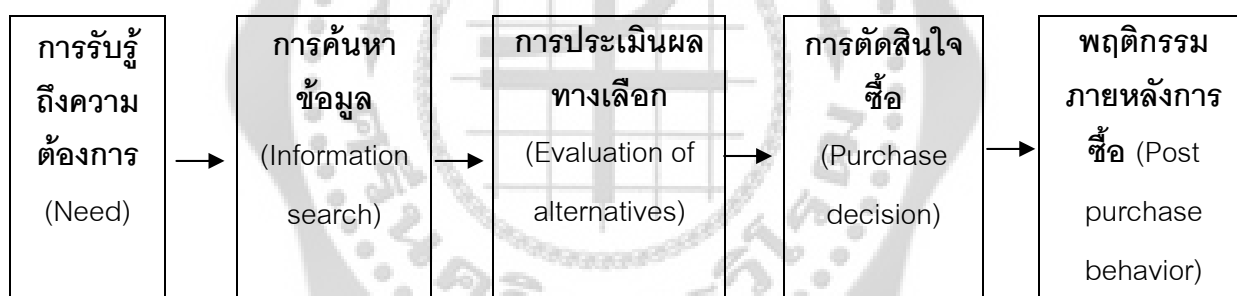 การรับรู้
ถึงความ
ต้องการ
(Need)
การค้นหา
ข้อมูล
(Information
search)
การประเมินผล
ทางเลือก
(Evaluation of
alternatives)
การตัดสินใจ
ซื้อ
(Purchase
decision)
พฤติกรรม
ภายหลังการ
ซื้อ (Post
purchase
behavior)